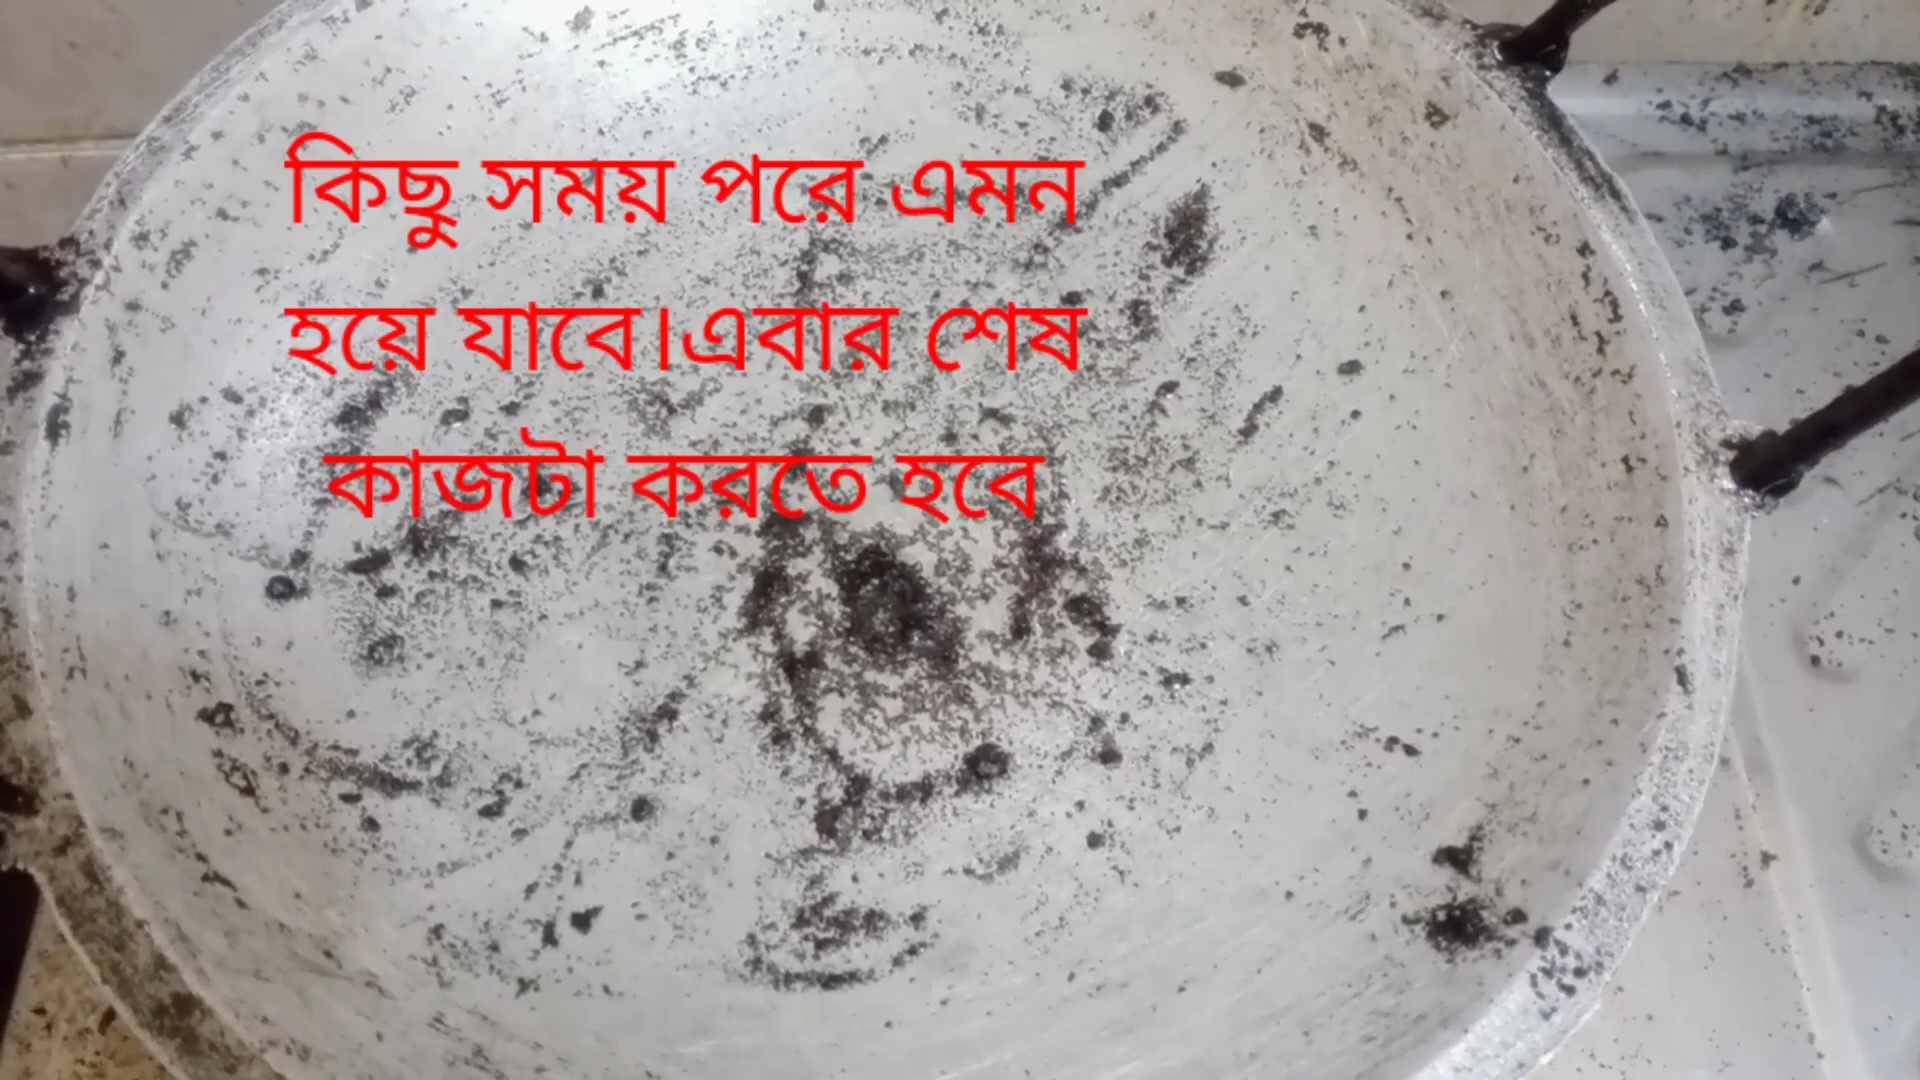 কিছু সময় পরে এমন
হয়ে যাবে।এবার শেষ
কাজটা করতে হবে